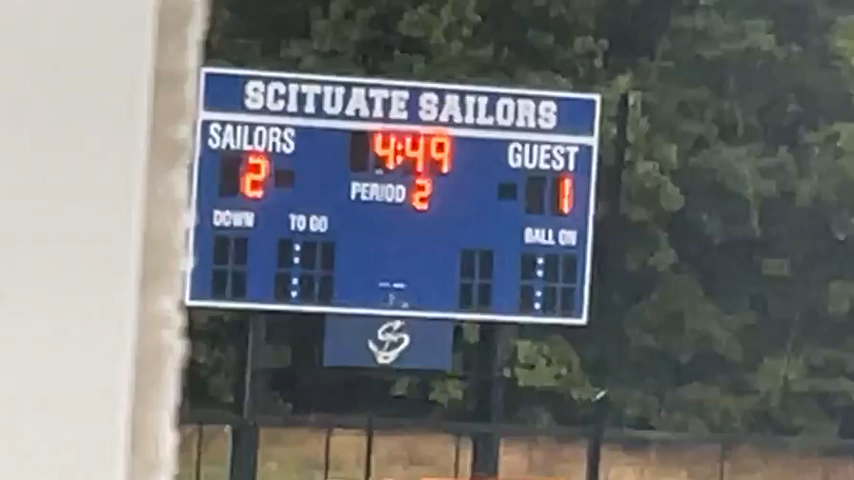 SCITUATE SAILORS
SAILORS 4:49 GUEST
2 PERIOD 2 1
DOWN TO GO BALL ON
S